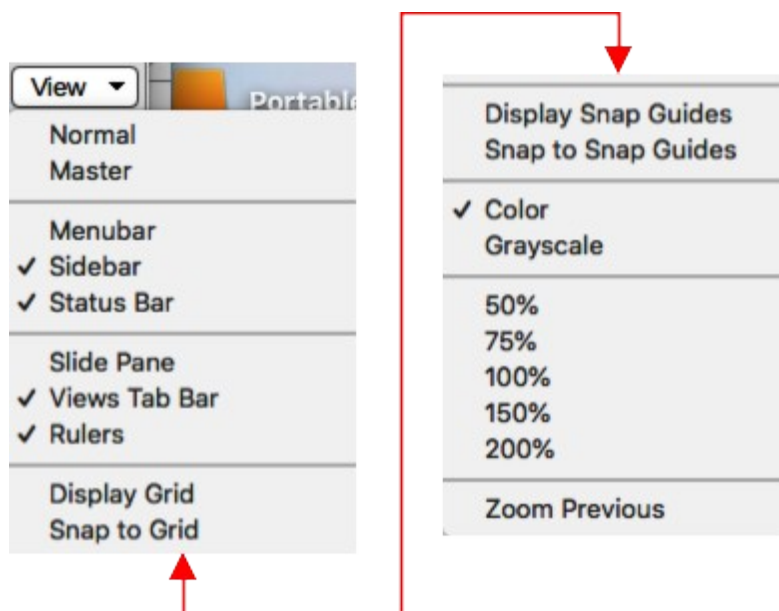 View
Portable
Normal
Master
Menubar
✓ Sidebar
✓ Status Bar
Slide Pane
✓ Views Tab Bar
✓ Rulers
Display Grid
Snap to Grid
Display Snap Guides
Snap to Snap Guides
✓ Color
Grayscale
50%
75%
100%
150%
200%
Zoom Previous